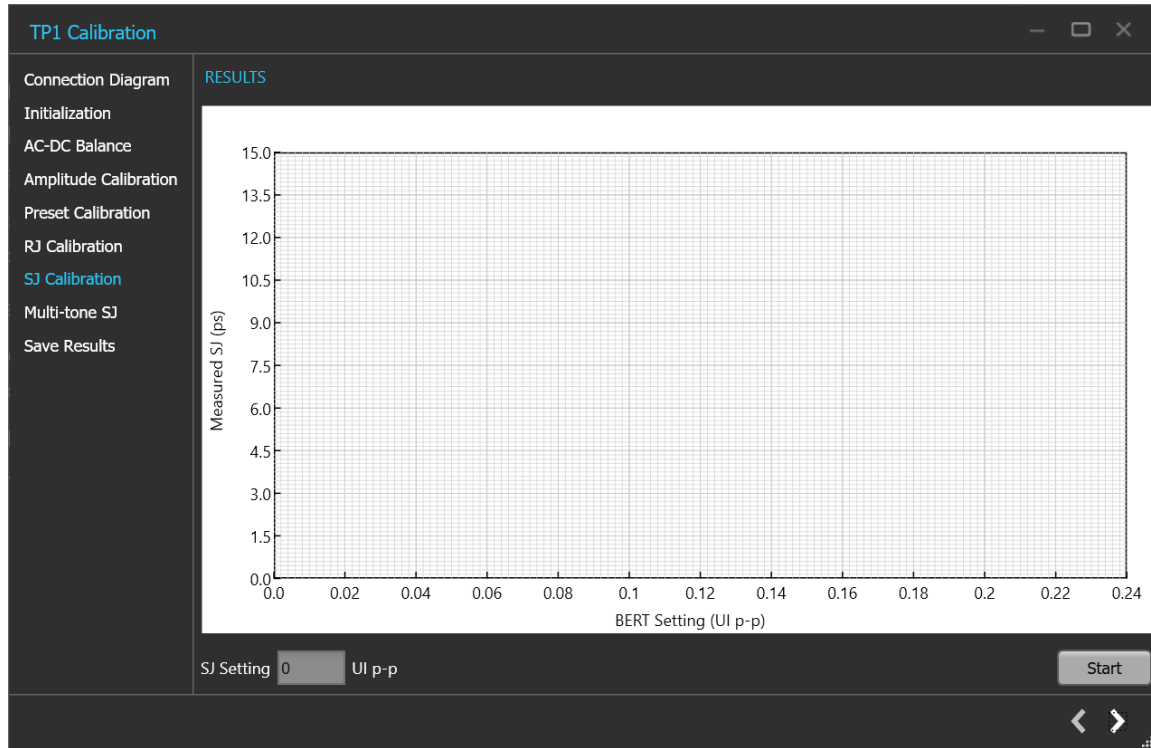 TP1 Calibration
Connection Diagram
Initialization
AC-DC Balance
Amplitude Calibration
Preset Calibration
RJ Calibration
SJ Calibration
Multi-tone SJ
Save Results
RESULTS
Measured SJ (ps)
15.0
13.5
12.0
10.5
9.0
7.5
6.0
4.5
3.0
1.5
0.0
0.0 0.02 0.04 0.06 0.08 0.1 0.12 0.14 0.16 0.18 0.2 0.22 0.24
BERT Setting (UI p-p)
SJ Setting 0 UI p-p
Start